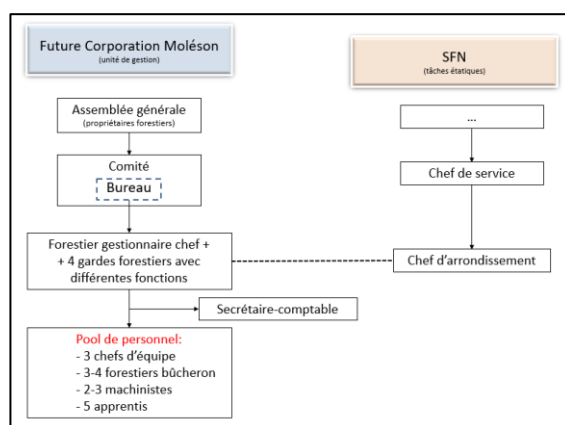 Future Corporation Moléson
(unité de gestion)
SFN
(tâches étatiques)
Assemblée générale
(propriétaires forestiers)
...
Comité
Bureau
Chef de service
Forestier gestionnaire chef +
+ 4 gardes forestiers avec
différentes fonctions
Chef d'arrondissement
Secrétaire-comptable
Pool de personnel:
- 3 chefs d'équipe
- 3-4 forestiers bûcheron
- 2-3 machinistes
- 5 apprentis